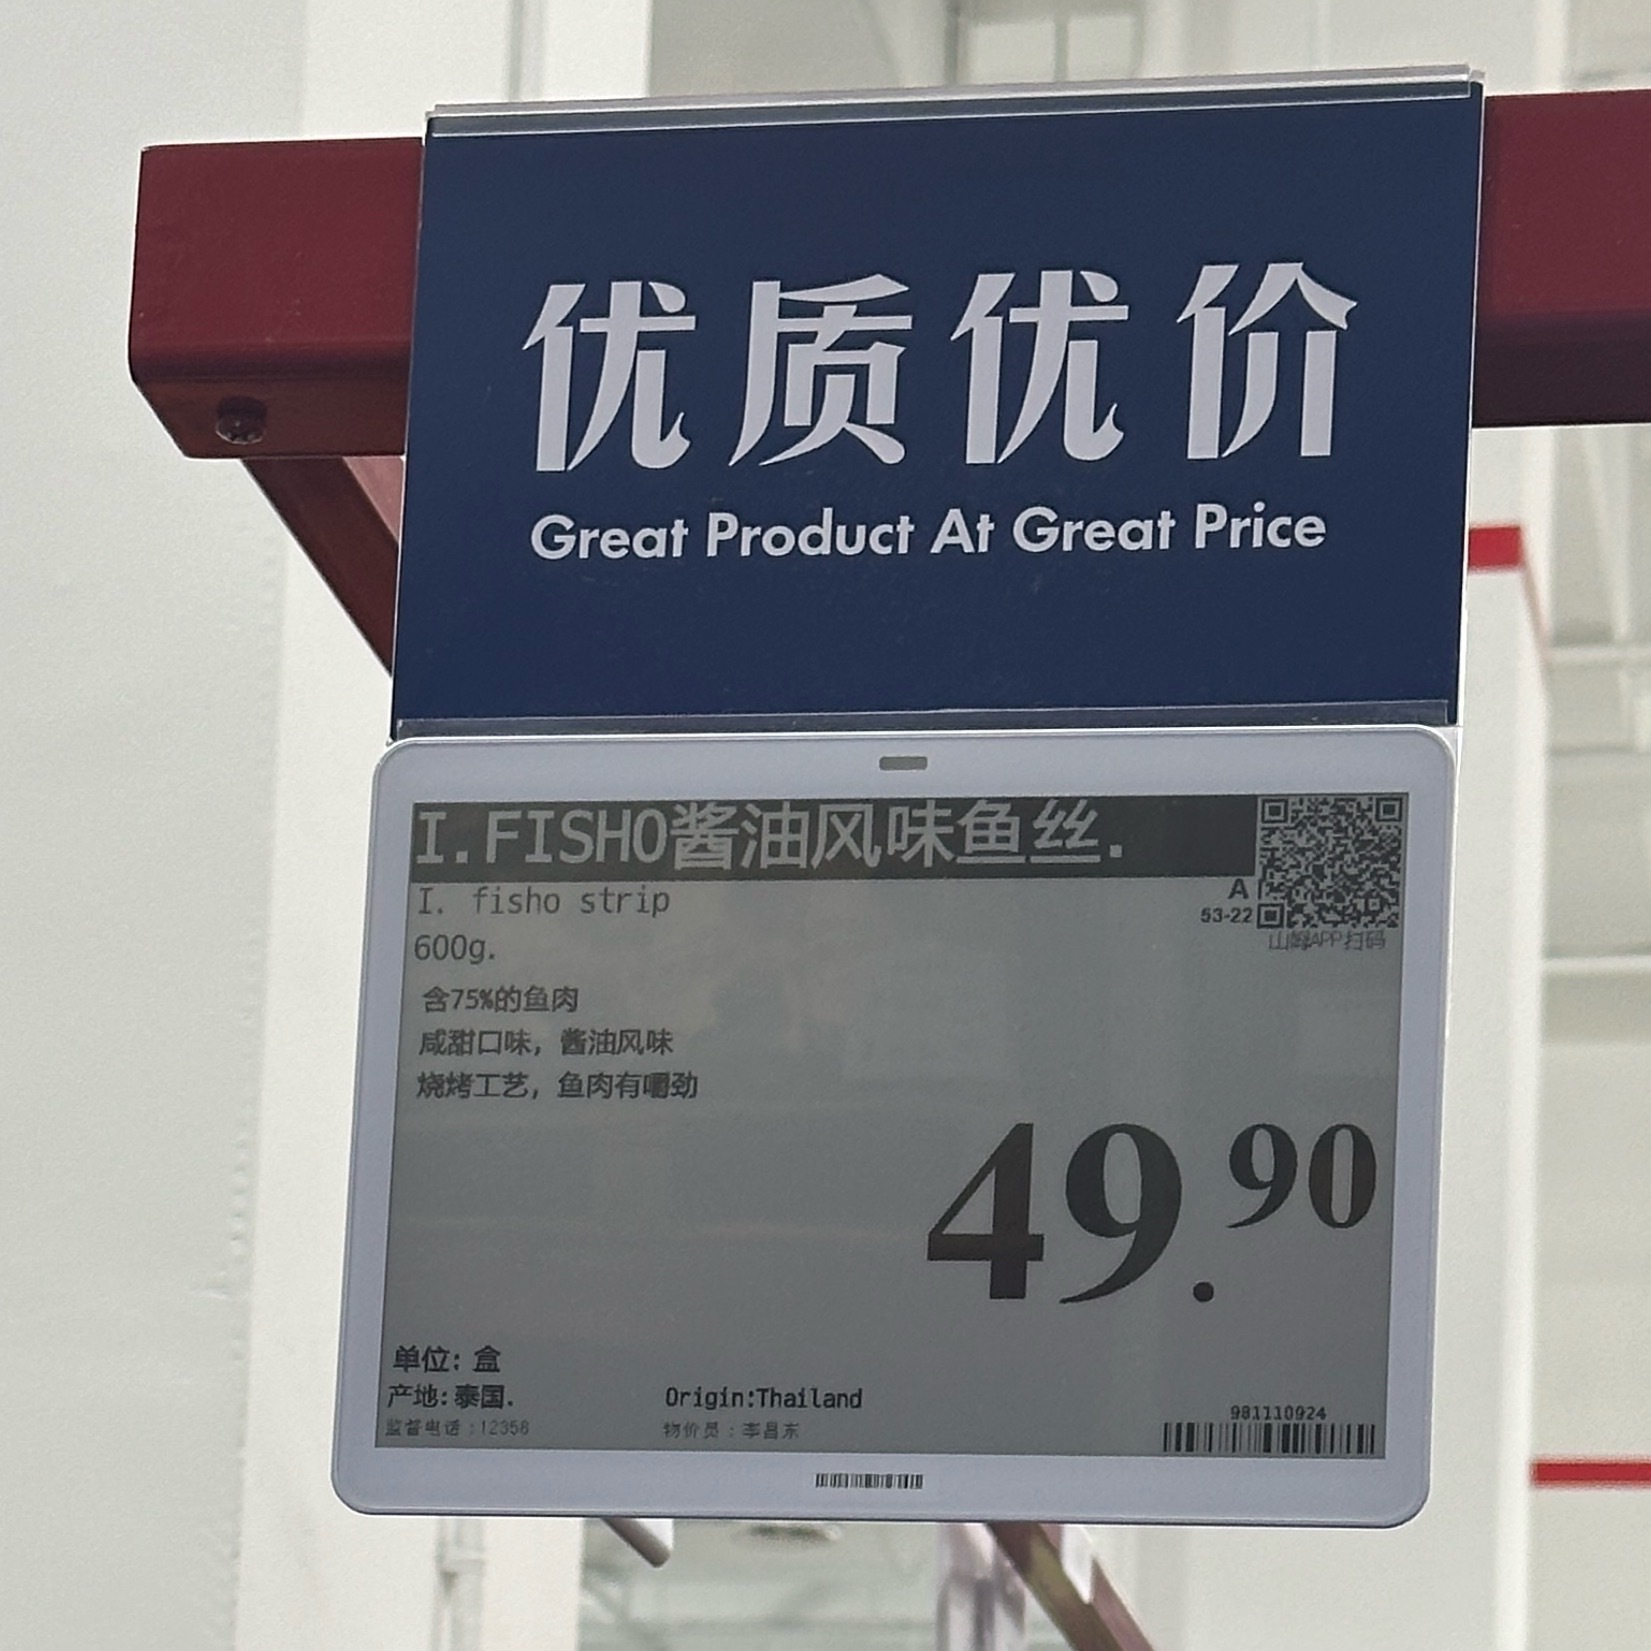 优质优价
Great Product At Great Price
I.FISHO酱油风味鱼丝.
I. fisho strip
600g.
A
53-22
山姆APP扫码
含75%的鱼肉
咸甜口味，酱油风味
烧烤工艺，鱼肉有嚼劲
49.90
单位: 盒
产地: 泰国.
Origin:Thailand
监督电话 :12358
物价员 : 李昌东
981110924